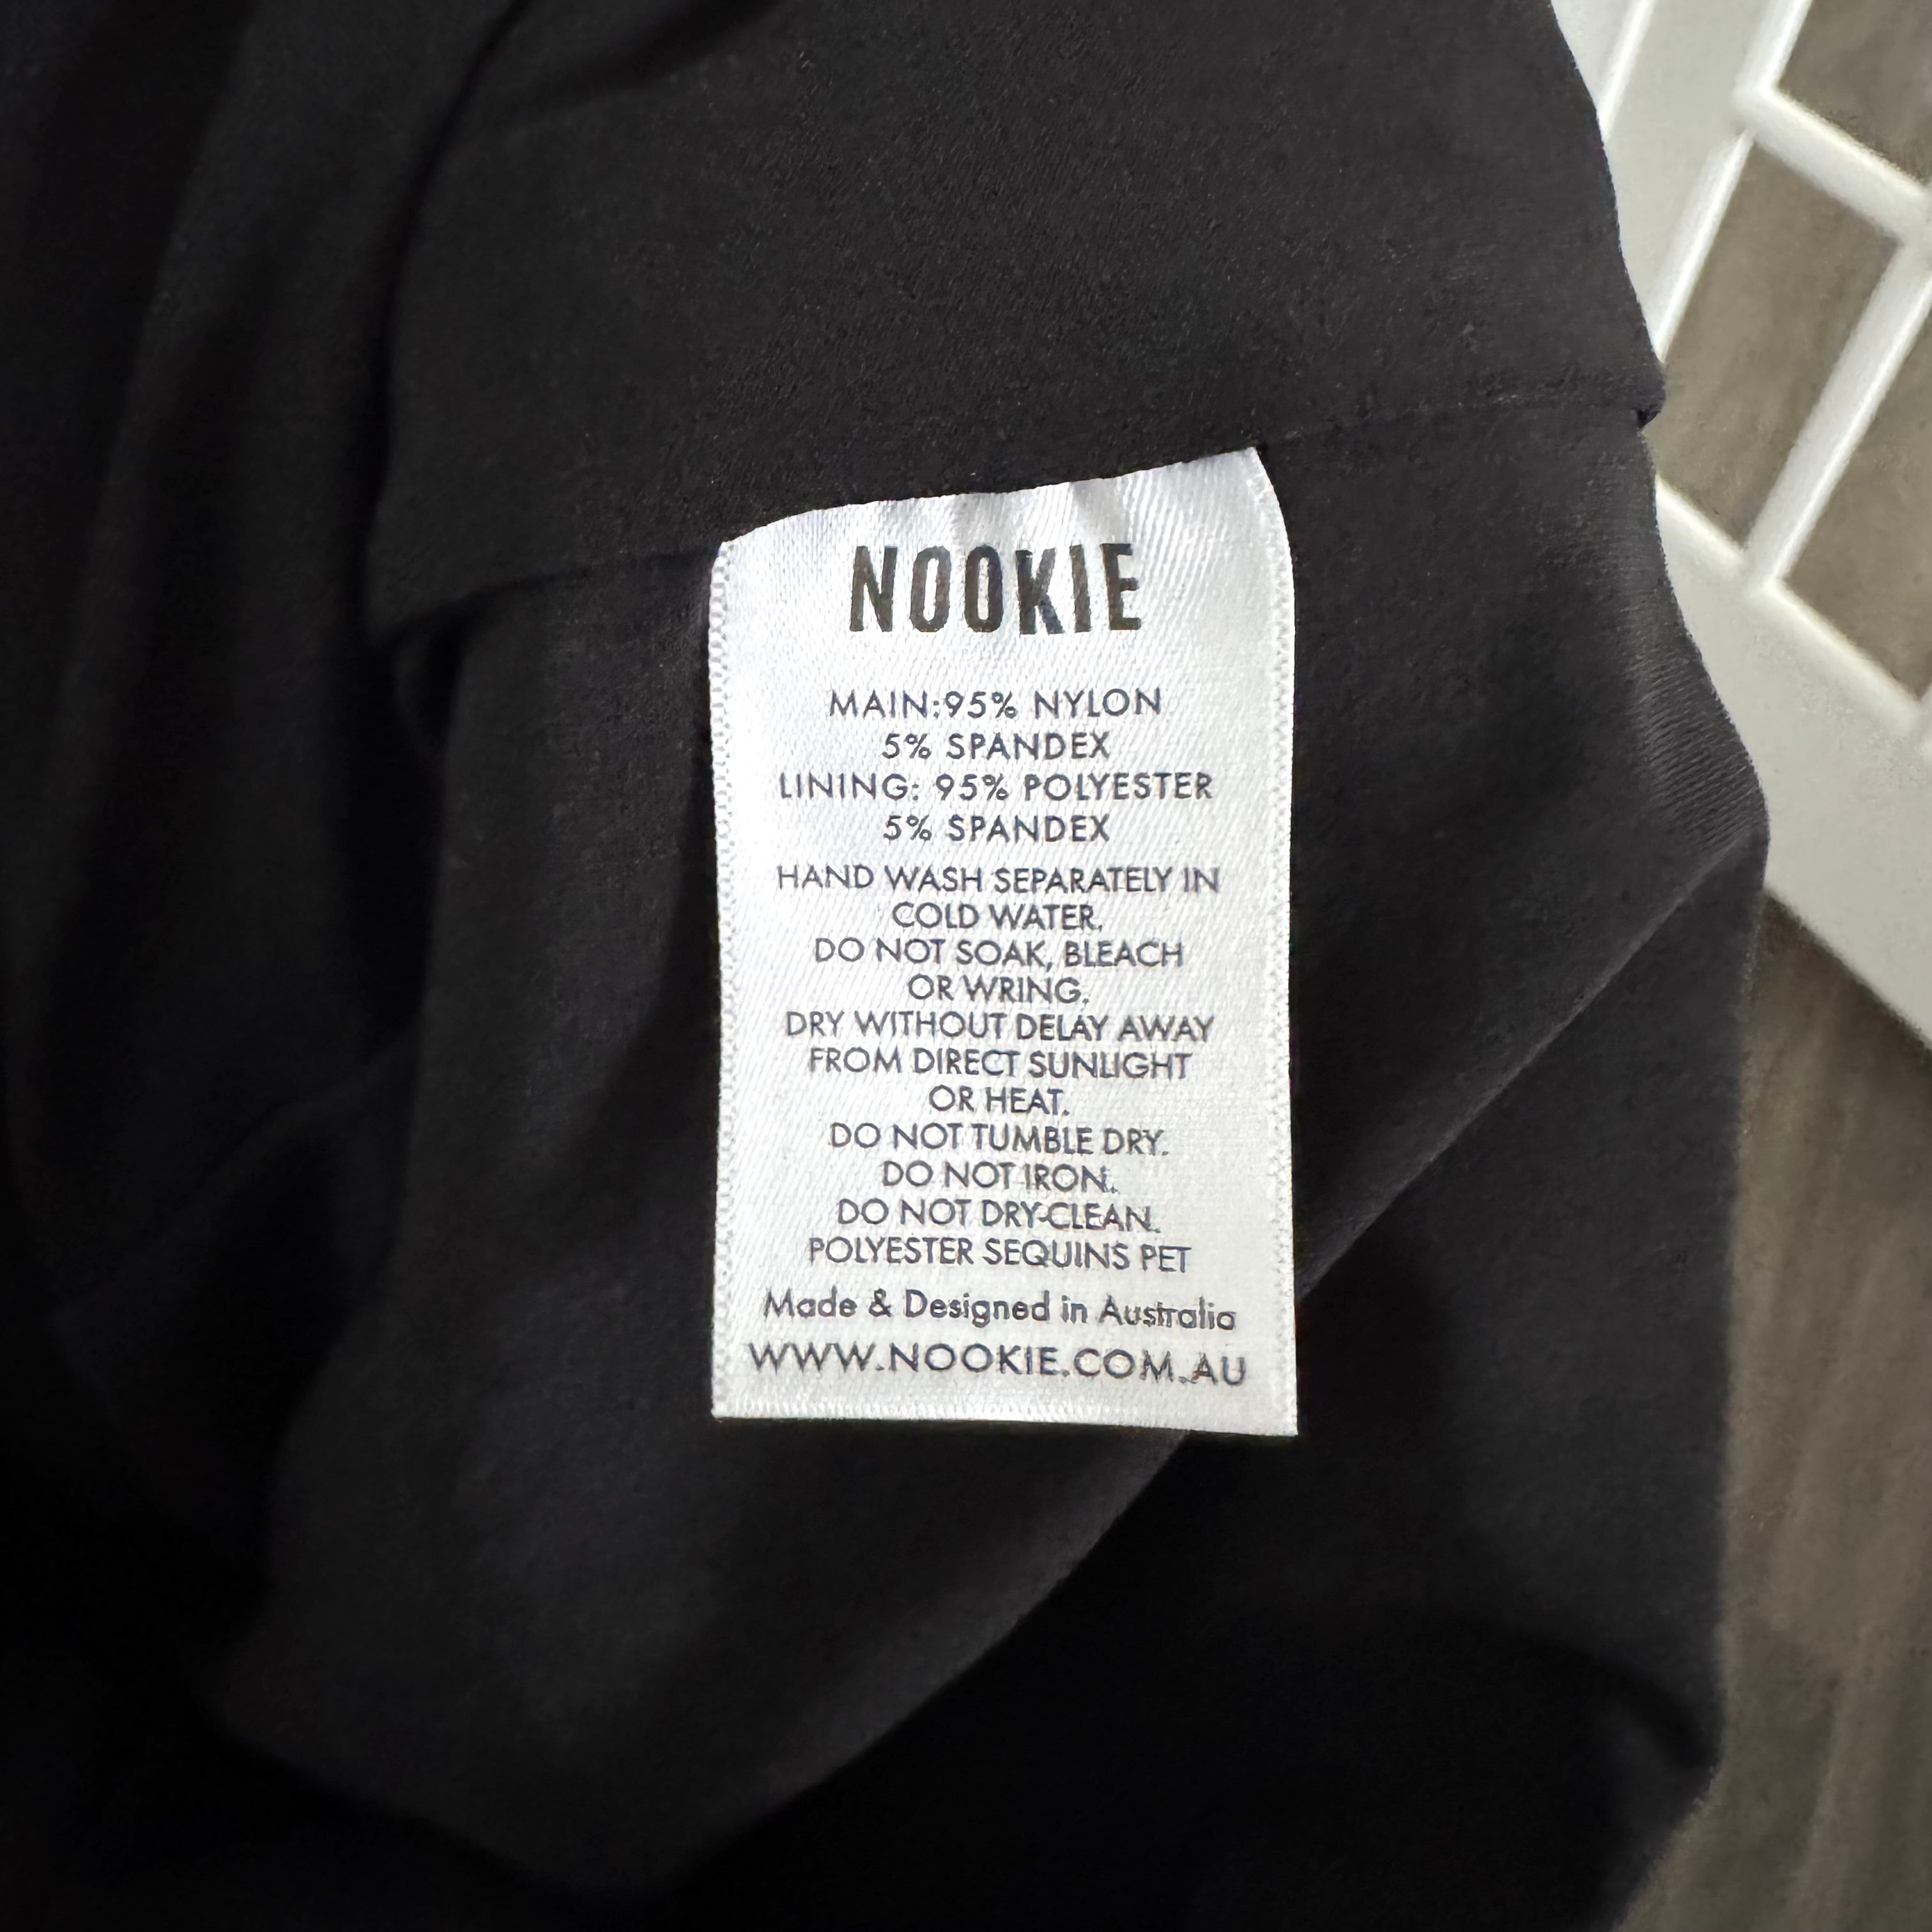 NOOKIE
MAIN:95% NYLON
5% SPANDEX
LINING: 95% POLYESTER
5% SPANDEX
HAND WASH SEPARATELY IN
COLD WATER.
DO NOT SOAK, BLEACH
OR WRING.
DRY WITHOUT DELAY AWAY
FROM DIRECT SUNLIGHT
OR HEAT.
DO NOT TUMBLE DRY.
DO NOT IRON.
DO NOT DRY-CLEAN.
POLYESTER SEQUINS PET
Made & Designed in Australia
WWW.NOOKIE.COM.AU